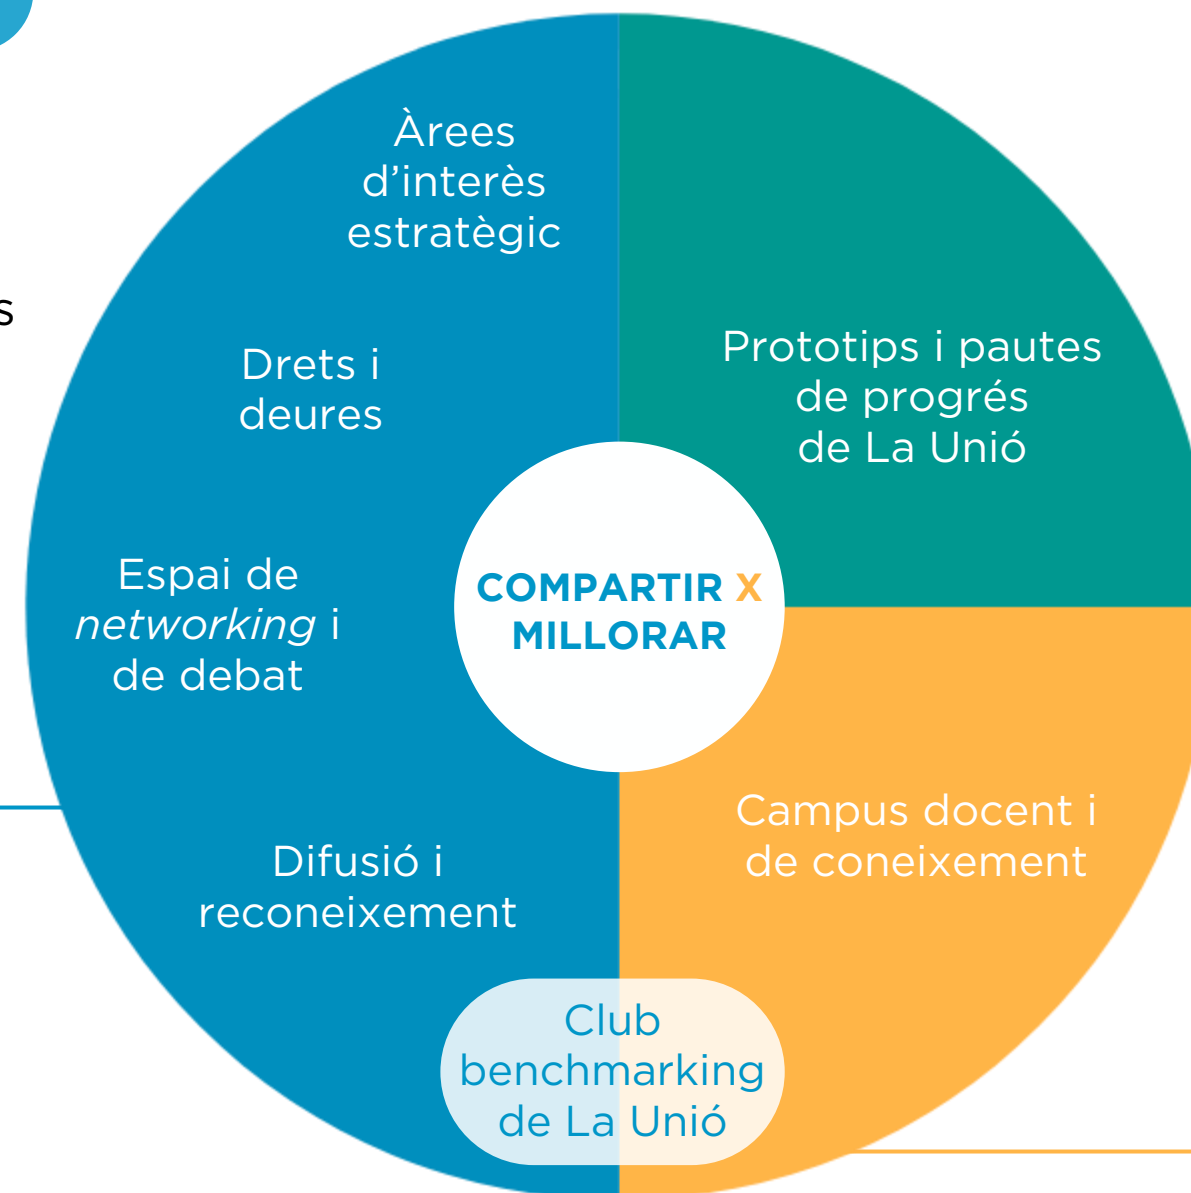 Àrees
d’interès
estratègic
s
Drets i
deures
Prototips i pautes
de progrés
de La Unió
Espai de
networking i
de debat
COMPARTIR X
MILLORAR
Campus docent i
de coneixement
Difusió i
reconeixement
Club
benchmarking
de La Unió